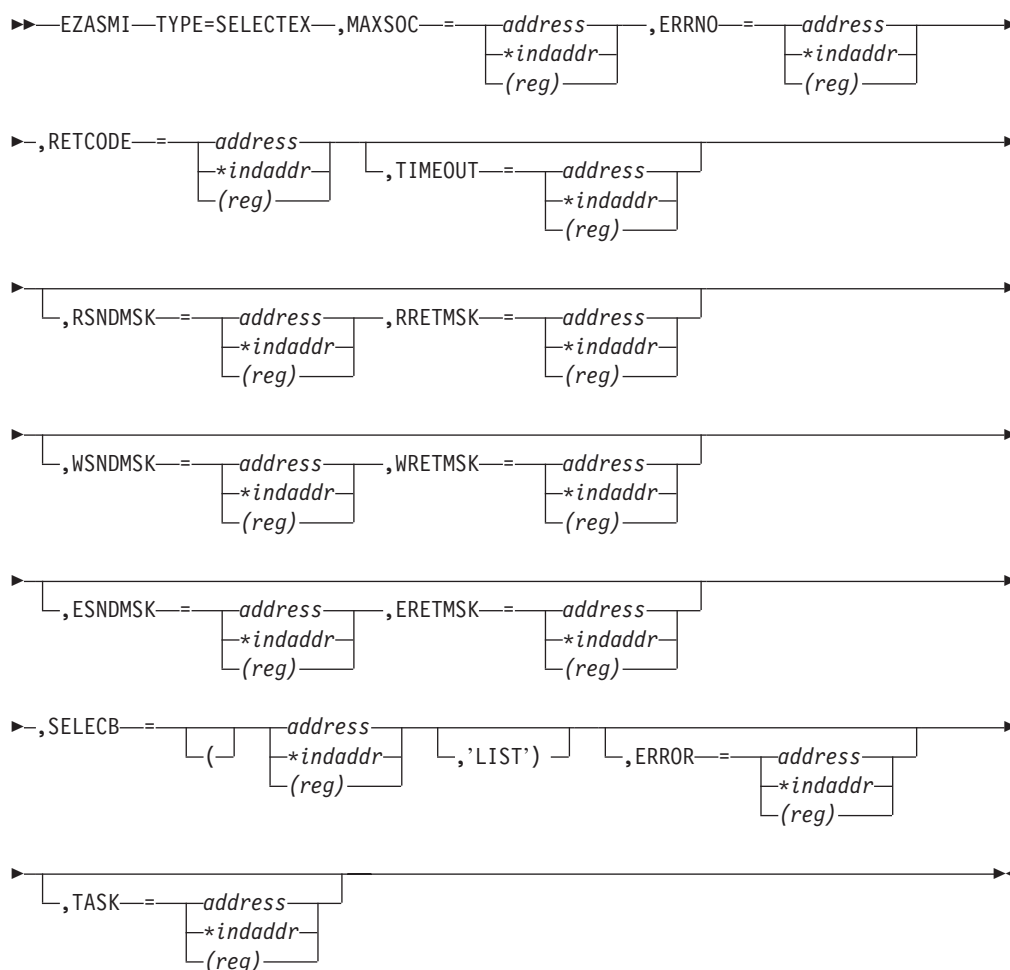 EZASMI TYPE=SELECTEX ,MAXSOC = address ,ERRNO = address
*indaddr *indaddr
(reg) (reg)
,RETCODE = address ,TIMEOUT = address
*indaddr *indaddr
(reg) (reg)
,RSNDMSK = address ,RRETMSK = address
*indaddr *indaddr
(reg) (reg)
,WSNDMSK = address ,WRETMSK = address
*indaddr *indaddr
(reg) (reg)
,ESNDMSK = address ,ERETMSK = address
*indaddr *indaddr
(reg) (reg)
,SELECB = ( address ,'LIST') ,ERROR = address
*indaddr *indaddr
(reg) (reg)
,TASK = address
*indaddr
(reg)